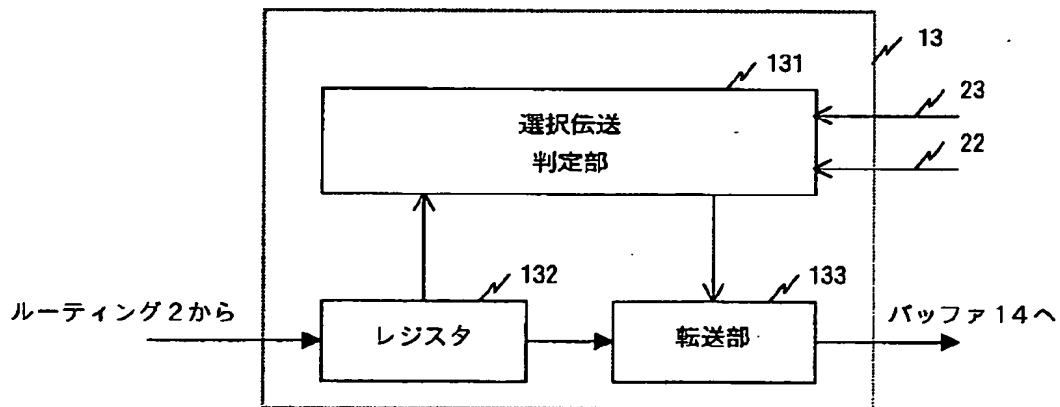 13
131
23
選択伝送
判定部
22
132
133
ルーティング2から
レジスタ
転送部
バッファ14へ